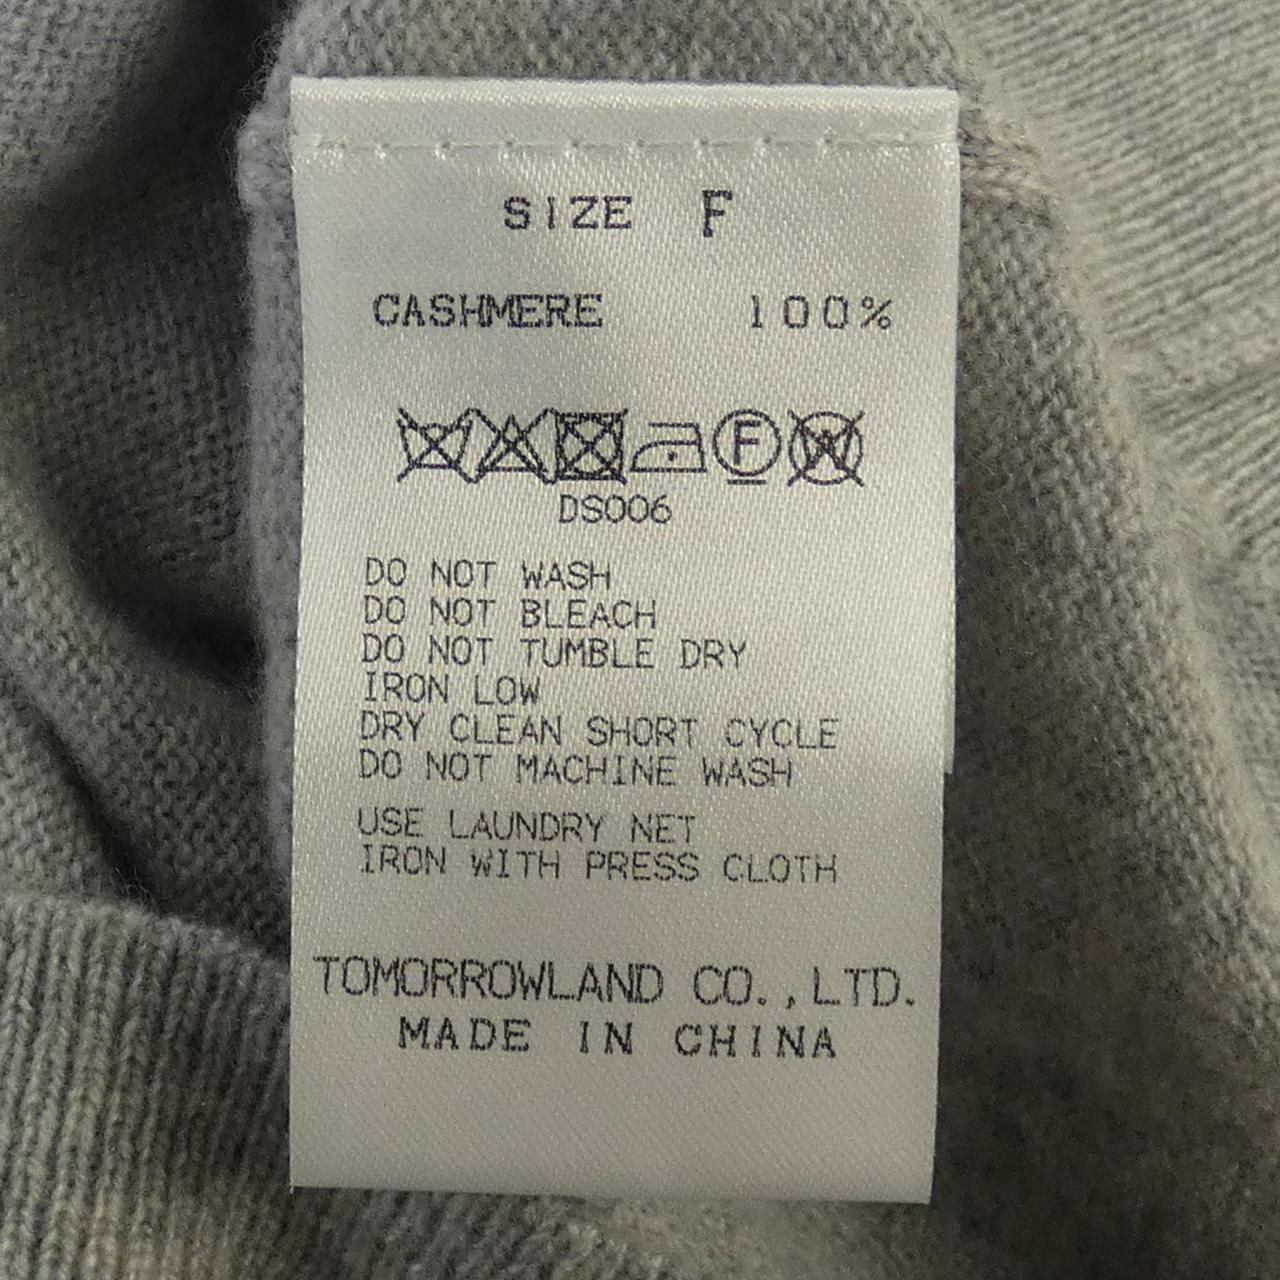 SIZE F
CASHMERE 100%
F W
DS006
DO NOT WASH
DO NOT BLEACH
DO NOT TUMBLE DRY
IRON LOW
DRY CLEAN SHORT CYCLE
DO NOT MACHINE WASH
USE LAUNDRY NET
IRON WITH PRESS CLOTH
TOMORROWLAND CO.,LTD.
MADE IN CHINA